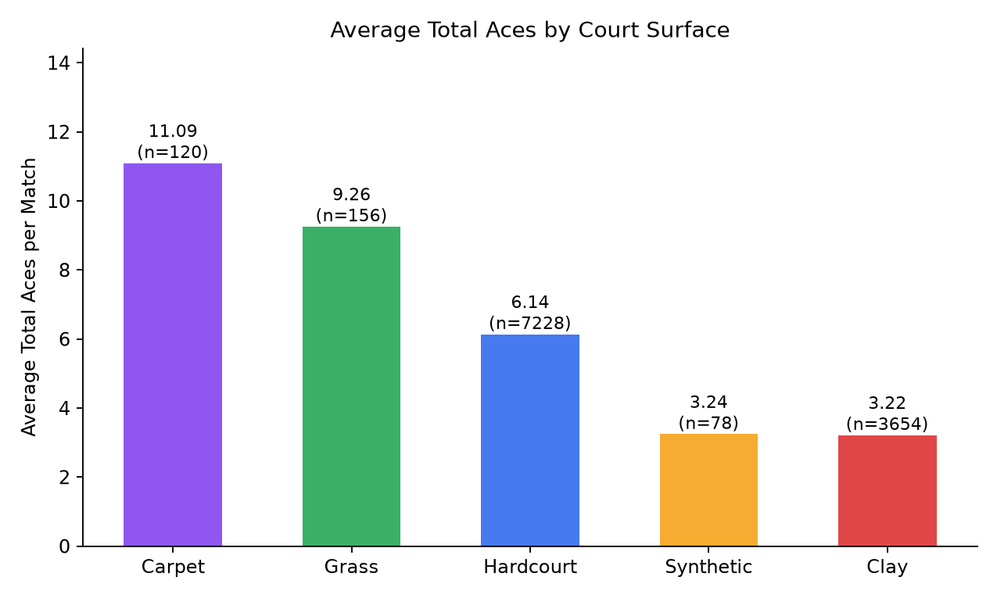 Average Total Aces by Court Surface
Average Total Aces per Match
14
12
10
8
6
4
2
0
11.09
(n=120)
9.26
(n=156)
6.14
(n=7228)
3.24
(n=78)
3.22
(n=3654)
Carpet
Grass
Hardcourt
Synthetic
Clay